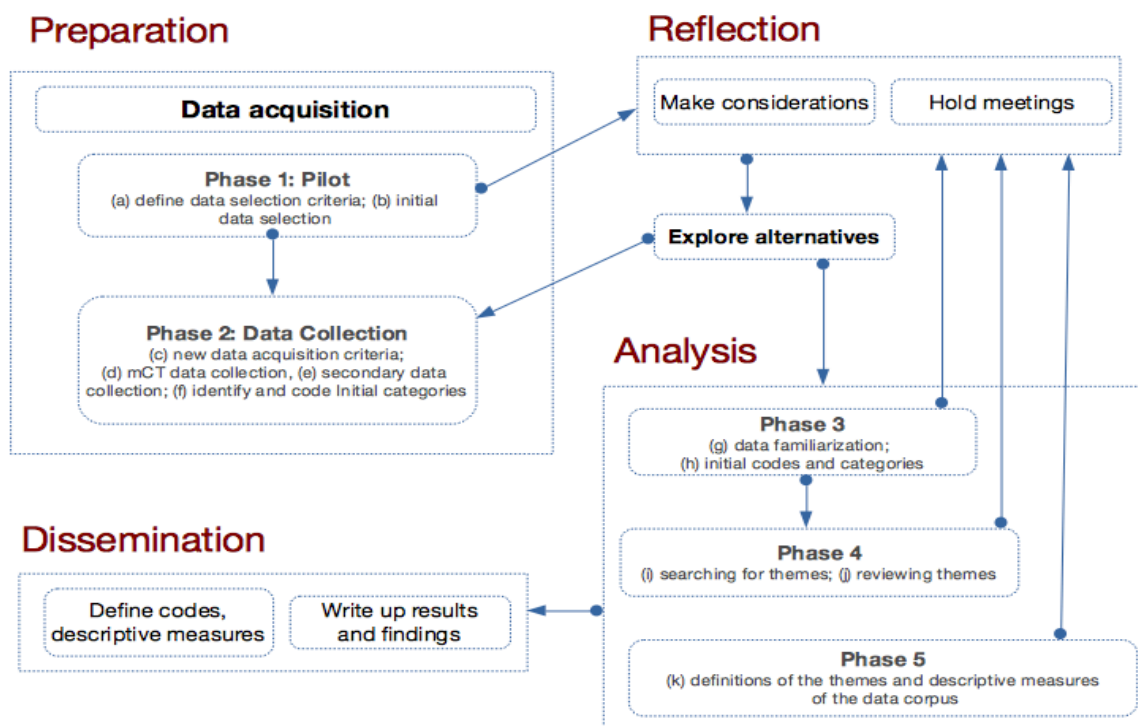 Preparation
Data acquisition
Phase 1: Pilot
(a) define data selection criteria; (b) initial
data selection
Phase 2: Data Collection
(c) new data acquisition criteria;
(d) mCT data collection, (e) secondary data
collection; (f) identify and code Initial categories
Reflection
Make considerations
Hold meetings
Explore alternatives
Analysis
Phase 3
(g) data familiarization;
(h) initial codes and categories
Phase 4
(i) searching for themes; (j) reviewing themes
Phase 5
(k) definitions of the themes and descriptive measures
of the data corpus
Dissemination
Define codes,
descriptive measures
Write up results
and findings